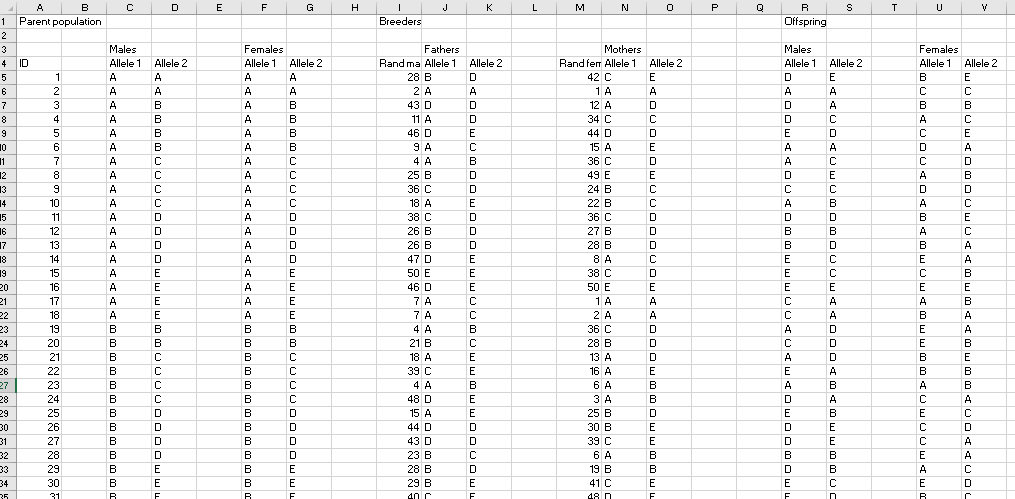 A B C D E F G H I J K L M N O P Q R S T U V
1 Parent population Breeders Offspring
2
3 Males Females Fathers Mothers Males Females
4 ID Allele 1 Allele 2 Allele 1 Allele 2 Rand ma Allele 1 Allele 2 Rand fem Allele 1 Allele 2 Allele 1 Allele 2 Allele 1 Allele 2
5 1 A A A A 28 B D 42 C E D E B E
6 2 A A A A 2 A A 1 A A A A C C
7 3 A B A B 43 D D 12 A D D A B B
8 4 A B A B 11 A D 34 C C D C A C
9 5 A B A B 46 D E 44 D D E D C E
10 6 A B A B 9 A C 15 A E A A D A
11 7 A C A C 4 A B 36 C D A C C D
12 8 A C A C 25 B D 49 E E D E A B
13 9 A C A C 36 C D 24 B C C C D D
14 10 A C A C 18 A E 22 B C A B A C
15 11 A D A D 38 C D 36 C D D D B E
16 12 A D A D 26 B D 27 B D B B A C
17 13 A D A D 26 B D 28 B D B D B A
18 14 A D A D 47 D E 8 A C E C E A
19 15 A E A E 50 E E 38 C D E C C B
20 16 A E A E 46 D E 50 E E E E E E
21 17 A E A E 7 A C 1 A A C A A B
22 18 A E A E 7 A C 2 A A C A B A
23 19 B B B B 4 A B 36 C D A D E A
24 20 B B B B 21 B C 28 B D C D E B
25 21 B C B C 18 A E 13 A D A D B E
26 22 B C B C 39 C E 16 A E E A B B
27 23 B C B C 4 A B 6 A B A B A B
28 24 B C B C 48 D E 3 A B D A C A
29 25 B D B D 15 A E 25 B D E B E C
30 26 B D B D 44 D D 30 B E D E C D
31 27 B D B D 43 D D 39 C E D E C A
32 28 B D B D 23 B C 6 A B B B E A
33 29 B E B E 28 B D 19 B B D B A C
34 30 B E B E 29 B E 41 C E B E E D
35 31 B E B E 40 C E 48 D E